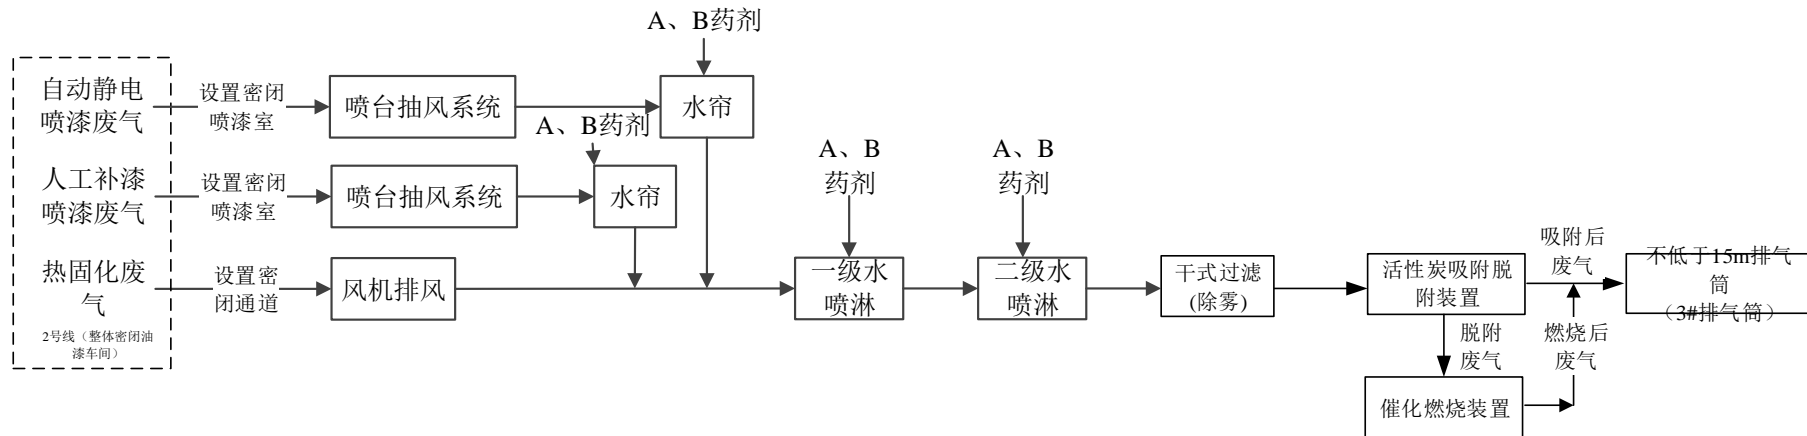 A、B药剂
自动静电
喷漆废气
设置密闭
喷漆室
喷台抽风系统
水帘
A、B药剂
人工补漆
喷漆废气
设置密闭
喷漆室
喷台抽风系统
水帘
A、B
药剂
A、B
药剂
热固化废
气
2号线（整体密闭油
漆车间）
设置密
闭通道
风机排风
一级水
喷淋
二级水
喷淋
干式过滤
(除雾)
活性炭吸附脱
附装置
吸附后
废气
不低于15m排气
筒
（3#排气筒）
脱附
废气
燃烧后
废气
催化燃烧装置